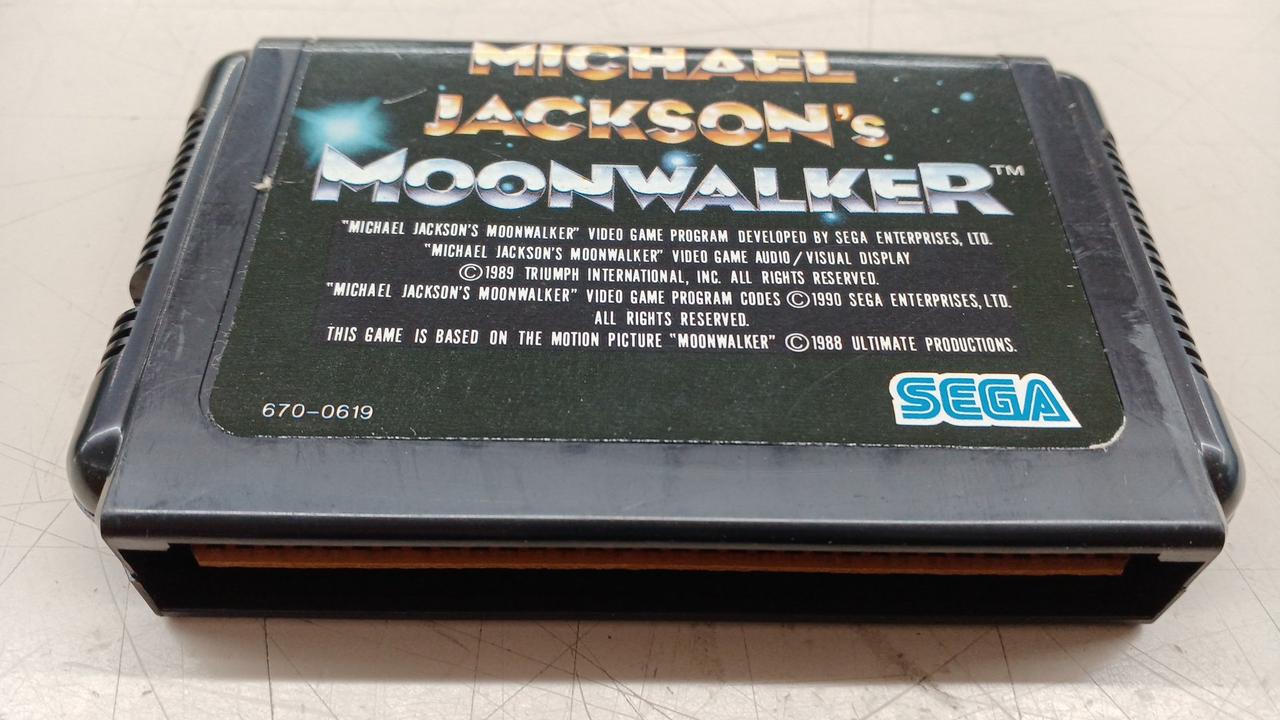 MICHAEL
JACKSON's
MOONWALKER™
"MICHAEL JACKSON'S MOONWALKER" VIDEO GAME PROGRAM DEVELOPED BY SEGA ENTERPRISES, LTD.
"MICHAEL JACKSON'S MOONWALKER" VIDEO GAME AUDIO/VISUAL DISPLAY
©1989 TRIUMPH INTERNATIONAL, INC. ALL RIGHTS RESERVED.
"MICHAEL JACKSON'S MOONWALKER" VIDEO GAME PROGRAM CODES ©1990 SEGA ENTERPRISES, LTD.
ALL RIGHTS RESERVED.
THIS GAME IS BASED ON THE MOTION PICTURE "MOONWALKER" ©1988 ULTIMATE PRODUCTIONS.
SEGA
670-0619